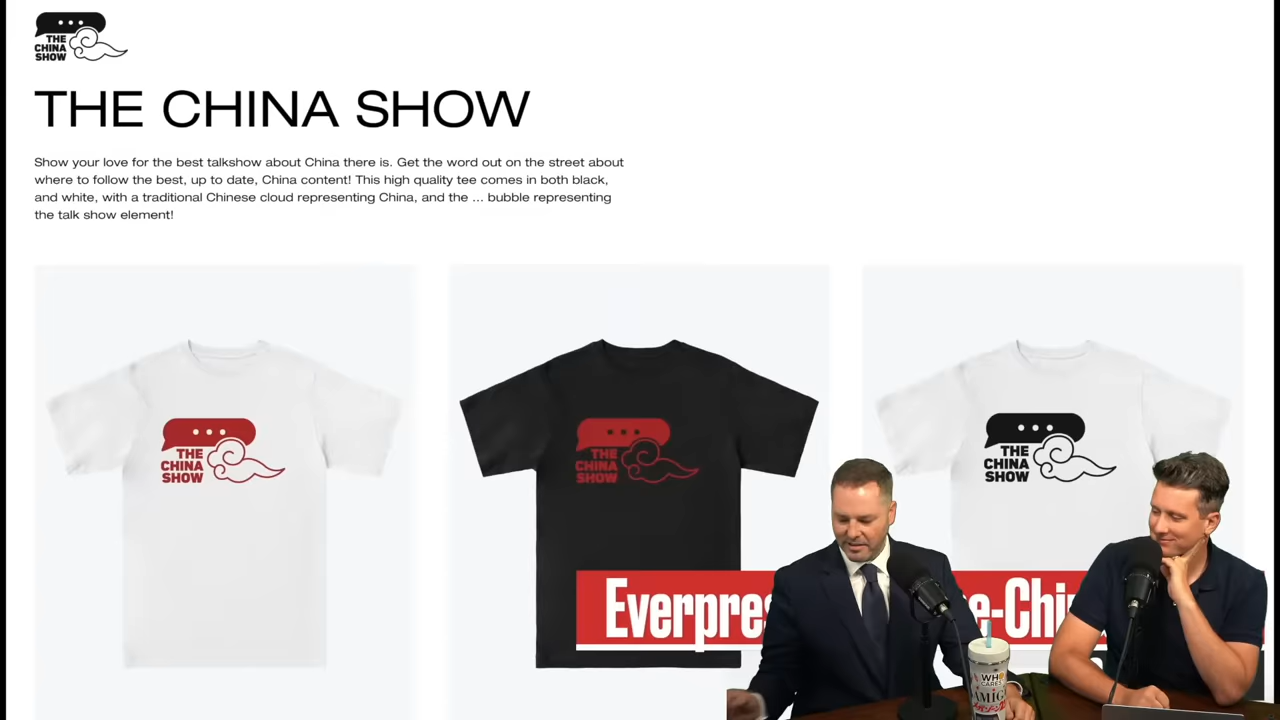 THE
CHINA
SHOW
THE CHINA SHOW
Show your love for the best talkshow about China there is. Get the word out on the street about
where to follow the best, up to date, China content! This high quality tee comes in both black,
and white, with a traditional Chinese cloud representing China, and the ... bubble representing
the talk show element!
THE
CHINA
SHOW
THE
CHINA
SHOW
THE
CHINA
SHOW
WHO
CARES